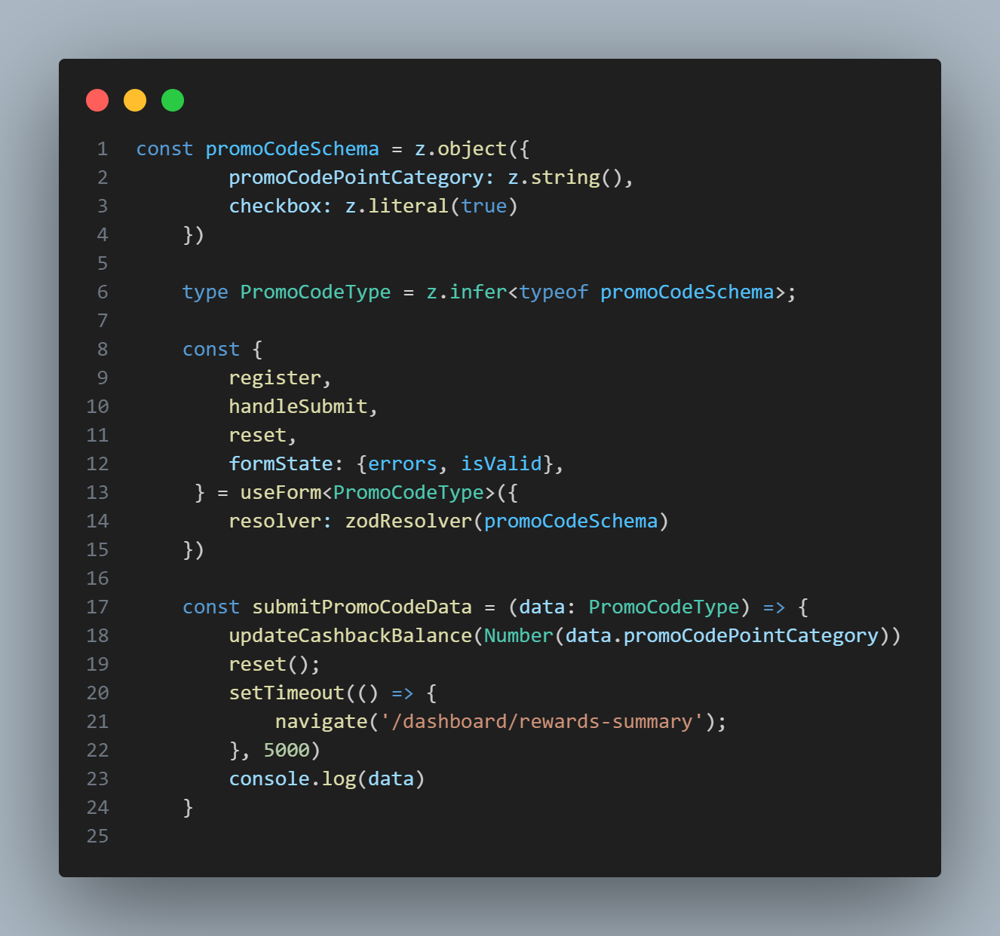 1 const promoCodeSchema = z.object({
2         promoCodePointCategory: z.string(),
3         checkbox: z.literal(true)
4     })
5
6     type PromoCodeType = z.infer<typeof promoCodeSchema>;
7
8     const {
9         register,
10         handleSubmit,
11         reset,
12         formState: {errors, isValid},
13      } = useForm<PromoCodeType>({
14         resolver: zodResolver(promoCodeSchema)
15     })
16
17     const submitPromoCodeData = (data: PromoCodeType) => {
18         updateCashbackBalance(Number(data.promoCodePointCategory))
19         reset();
20         setTimeout(() => {
21             navigate('/dashboard/rewards-summary');
22         }, 5000)
23         console.log(data)
24     }
25